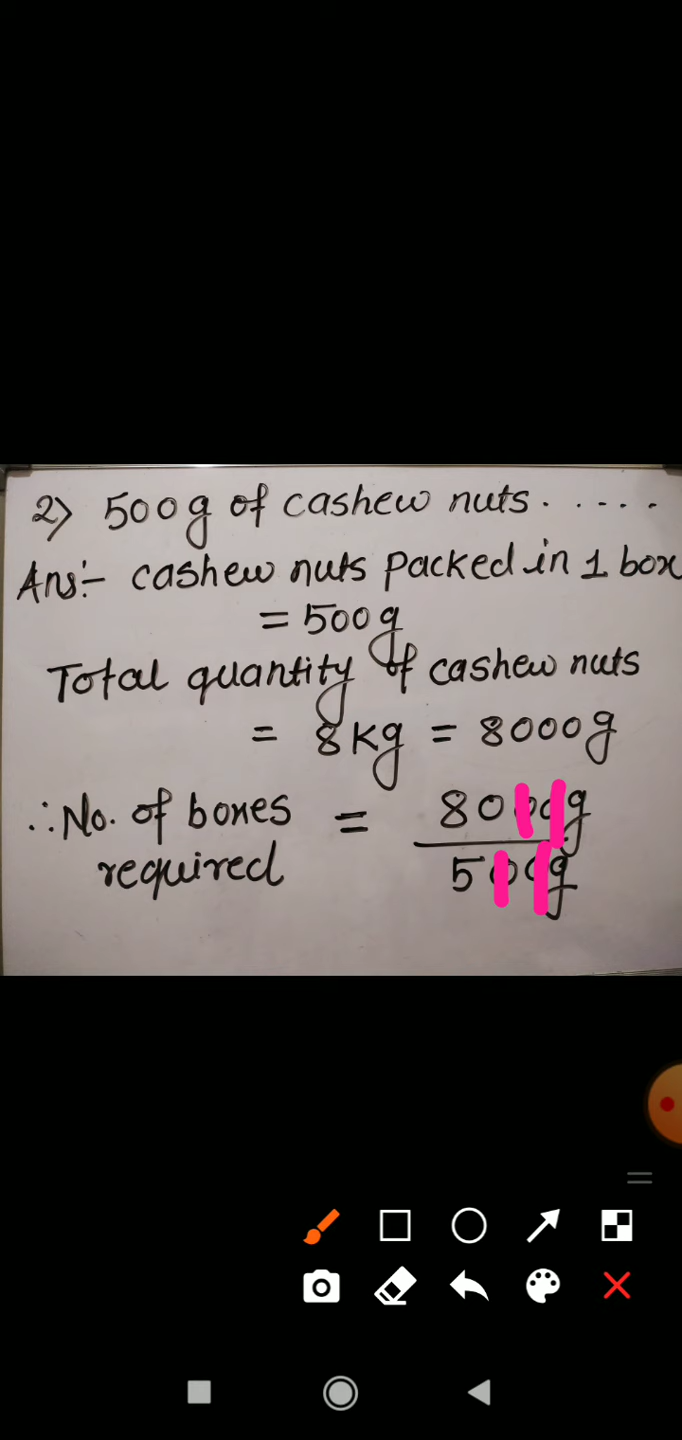 2) 500g of cashew nuts.....
Ans:- cashew nuts packed in 1 box
= 500g
Total quantity of cashew nuts
= 8Kg = 8000g
∴ No. of boxes required = 8000g
500g